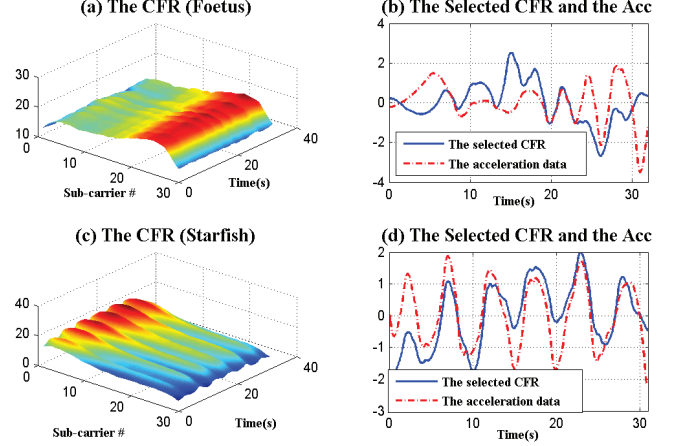 (a) The CFR (Foetus)
30
20
10
0
10
20
30
0
20
40
Sub-carrier #
Time(s)
(b) The Selected CFR and the Acc
4
2
0
-2
-4
0
10
20
30
The selected CFR
The acceleration data
Time(s)
(c) The CFR (Starfish)
40
20
0
0
10
20
30
0
20
40
Sub-carrier #
Time(s)
(d) The Selected CFR and the Acc
2
1
0
-1
-2
-3
0
10
20
30
The selected CFR
The acceleration data
Time(s)